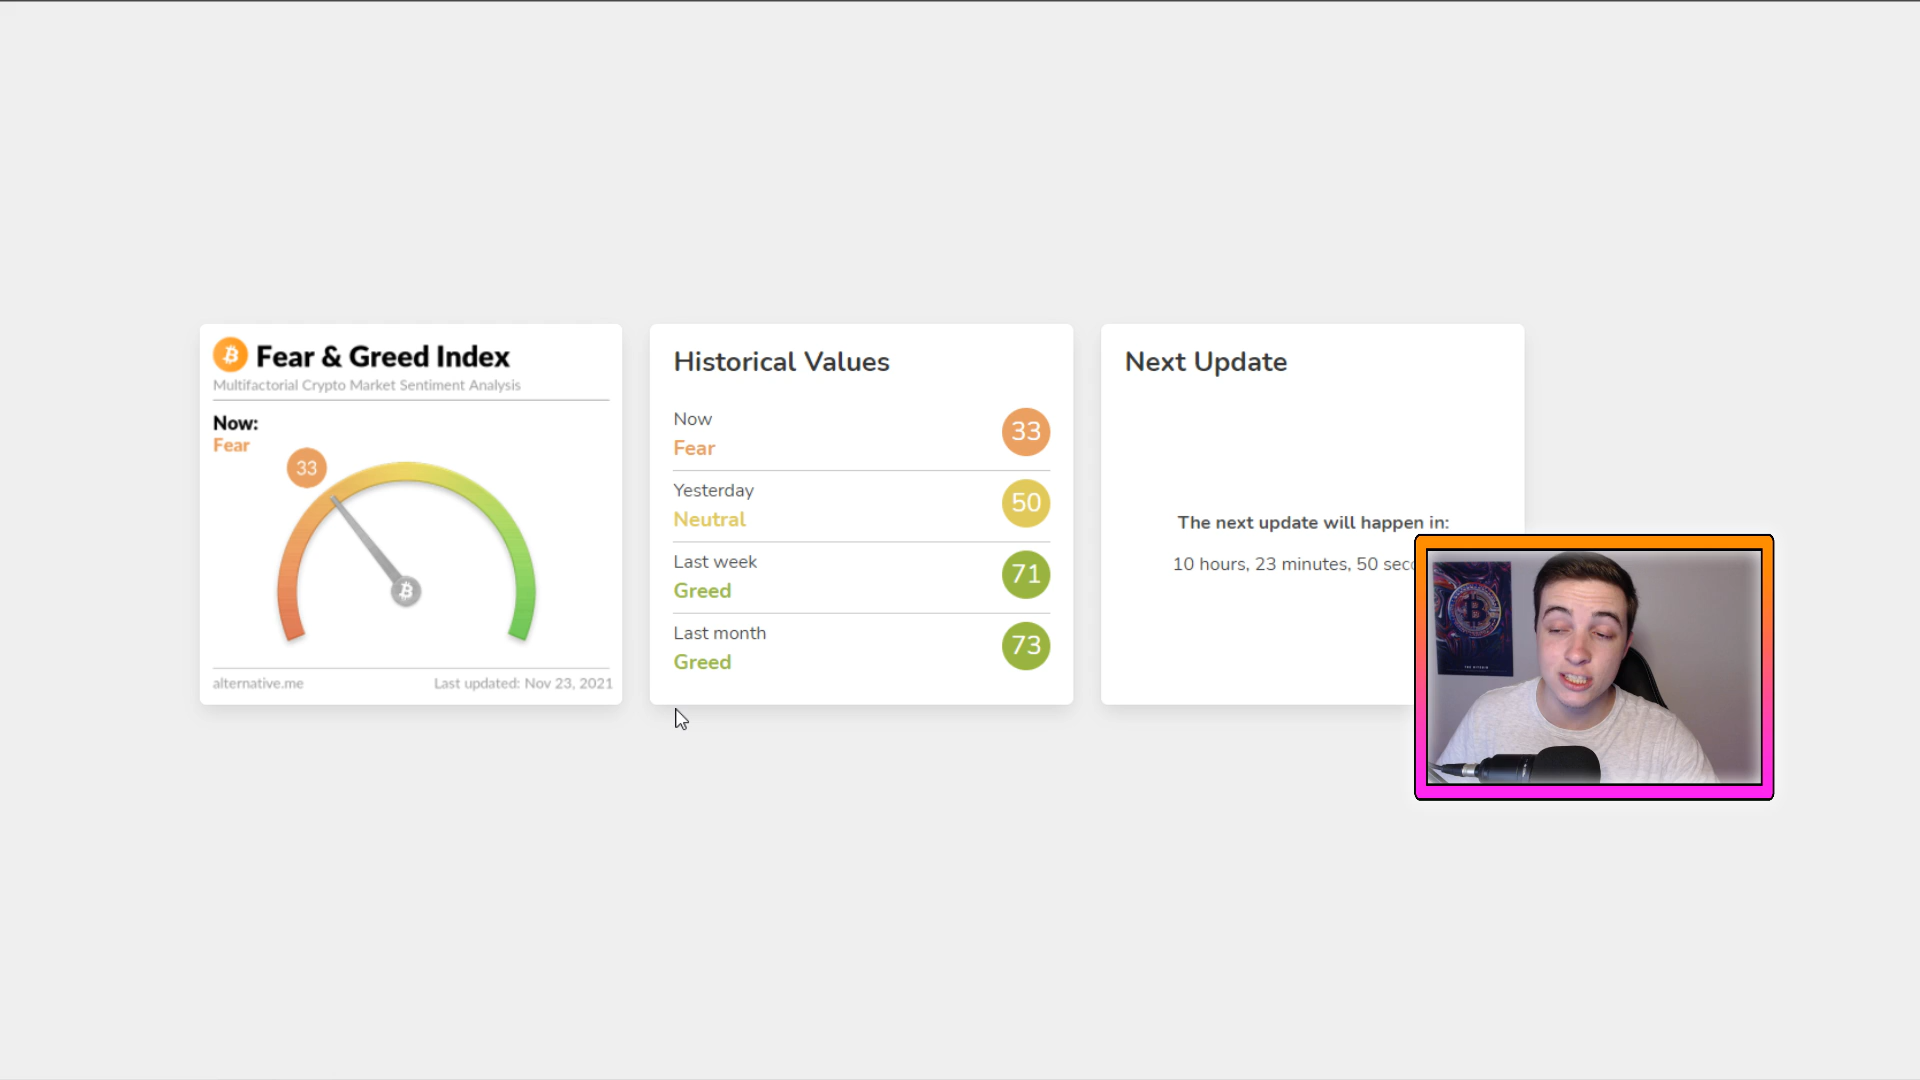 Fear & Greed Index
Multifactorial Crypto Market Sentiment Analysis
Now:
Fear
33
alternative.me
Last updated: Nov 23, 2021
Historical Values
Now
Fear
33
Yesterday
Neutral
50
Last week
Greed
71
Last month
Greed
73
Next Update
The next update will happen in:
10 hours, 23 minutes, 50